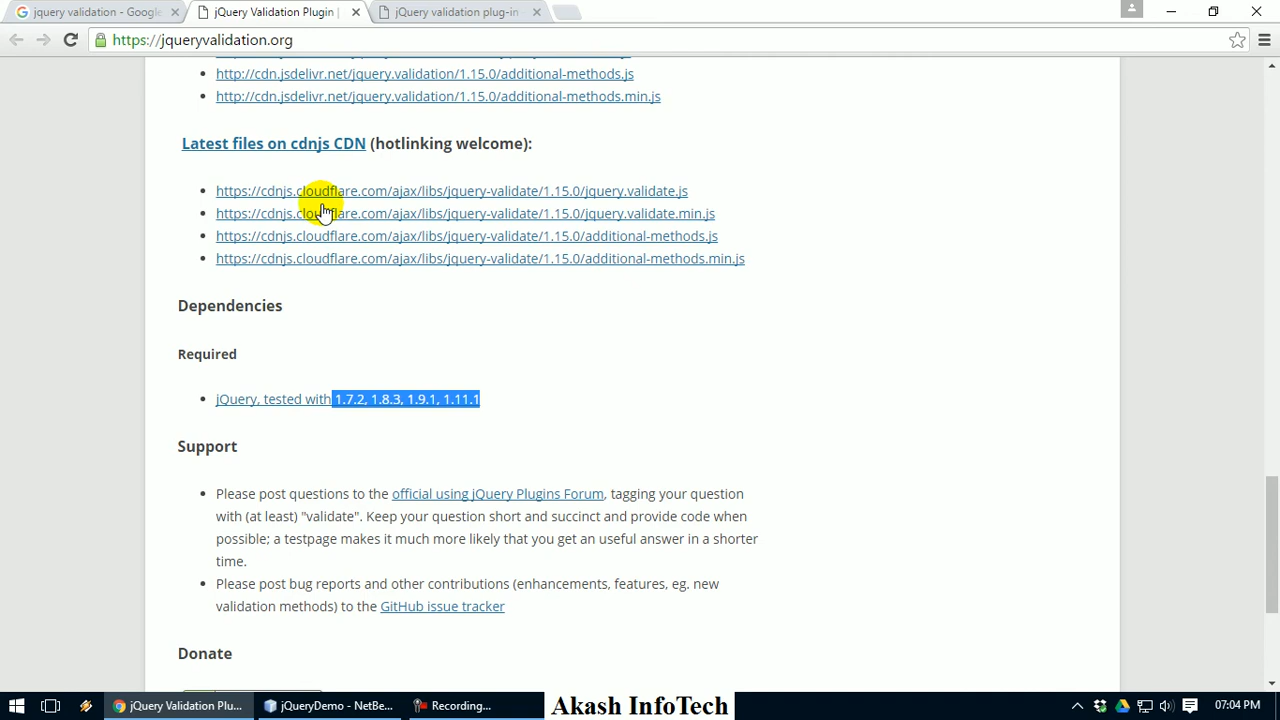 jquery validation - Google
jQuery Validation Plugin |
jQuery validation plug-in
https://jqueryvalidation.org
http://cdn.jsdelivr.net/jquery.validation/1.15.0/additional-methods.js
http://cdn.jsdelivr.net/jquery.validation/1.15.0/additional-methods.min.js
Latest files on cdnjs CDN (hotlinking welcome):
https://cdnjs.cloudflare.com/ajax/libs/jquery-validate/1.15.0/jquery.validate.js
https://cdnjs.cloudflare.com/ajax/libs/jquery-validate/1.15.0/jquery.validate.min.js
https://cdnjs.cloudflare.com/ajax/libs/jquery-validate/1.15.0/additional-methods.js
https://cdnjs.cloudflare.com/ajax/libs/jquery-validate/1.15.0/additional-methods.min.js
Dependencies
Required
jQuery, tested with 1.7.2, 1.8.3, 1.9.1, 1.11.1
Support
Please post questions to the official using jQuery Plugins Forum, tagging your question
with (at least) "validate". Keep your question short and succinct and provide code when
possible; a testpage makes it much more likely that you get an useful answer in a shorter
time.
Please post bug reports and other contributions (enhancements, features, eg. new
validation methods) to the GitHub issue tracker
Donate
jQuery Validation Plu...
jQueryDemo - NetBe...
Recording...
Akash InfoTech
07:04 PM